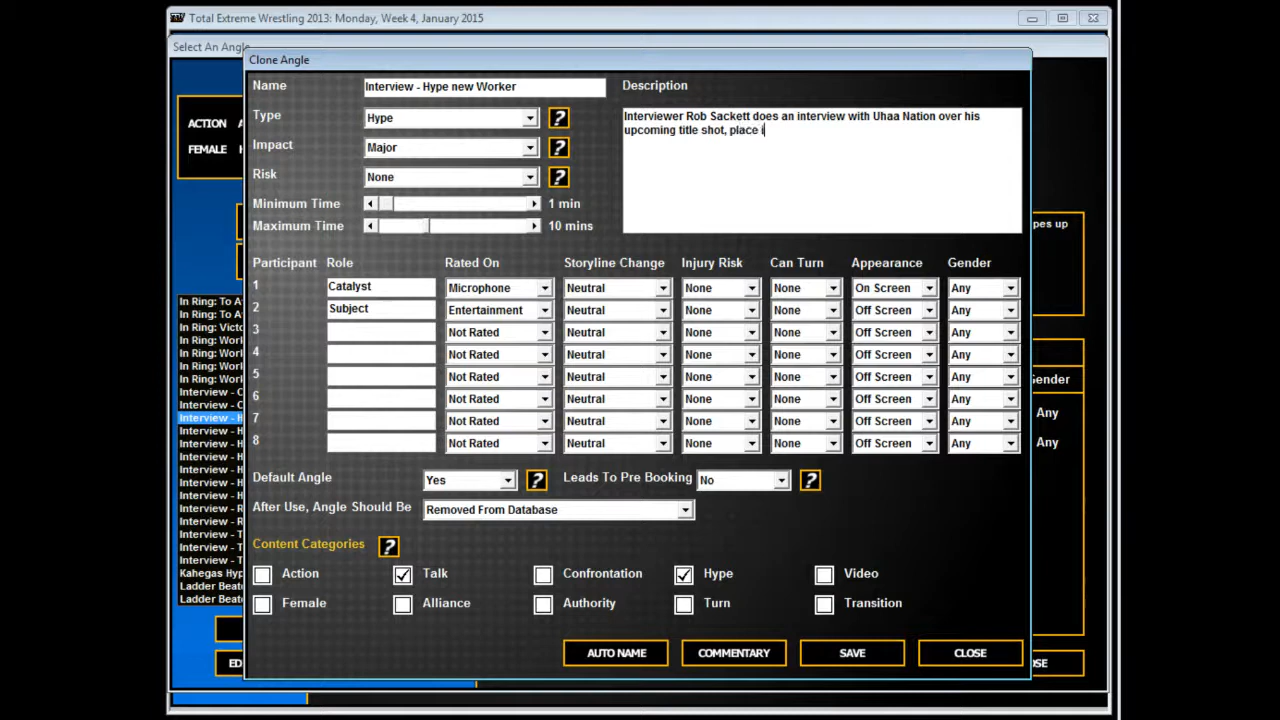 Total Extreme Wrestling 2013: Monday, Week 4, January 2015
Select An Angle
Clone Angle
Name Interview - Hype new Worker Description
Type Hype ? Interviewer Rob Sackett does an interview with Uhaa Nation over his
upcoming title shot, place i
Impact Major ?
Risk None ?
Minimum Time 1 min
Maximum Time 10 mins
ACTION
FEMALE
pes up
Participant Role Rated On Storyline Change Injury Risk Can Turn Appearance Gender
1 Catalyst Microphone Neutral None None On Screen Any
2 Subject Entertainment Neutral None None Off Screen Any
3 Not Rated Neutral None None Off Screen Any
4 Not Rated Neutral None None Off Screen Any
5 Not Rated Neutral None None Off Screen Any
6 Not Rated Neutral None None Off Screen Any
7 Not Rated Neutral None None Off Screen Any
8 Not Rated Neutral None None Off Screen Any
Gender
Any
Any
In Ring: To A
In Ring: To A
In Ring: Victo
In Ring: Worl
In Ring: Worl
In Ring: Worl
In Ring: Worl
Interview - C
Interview - C
Interview - H
Interview - H
Interview - H
Interview - H
Interview - H
Interview - H
Interview - H
Interview - R
Interview - R
Interview - T
Interview - T
Interview - T
Kahegas Hyp
Ladder Beate
Ladder Beate
Default Angle Yes ? Leads To Pre Booking No ?
After Use, Angle Should Be Removed From Database
Content Categories ?
Action Talk Confrontation Hype Video
Female Alliance Authority Turn Transition
AUTO NAME COMMENTARY SAVE CLOSE
ED
OSE